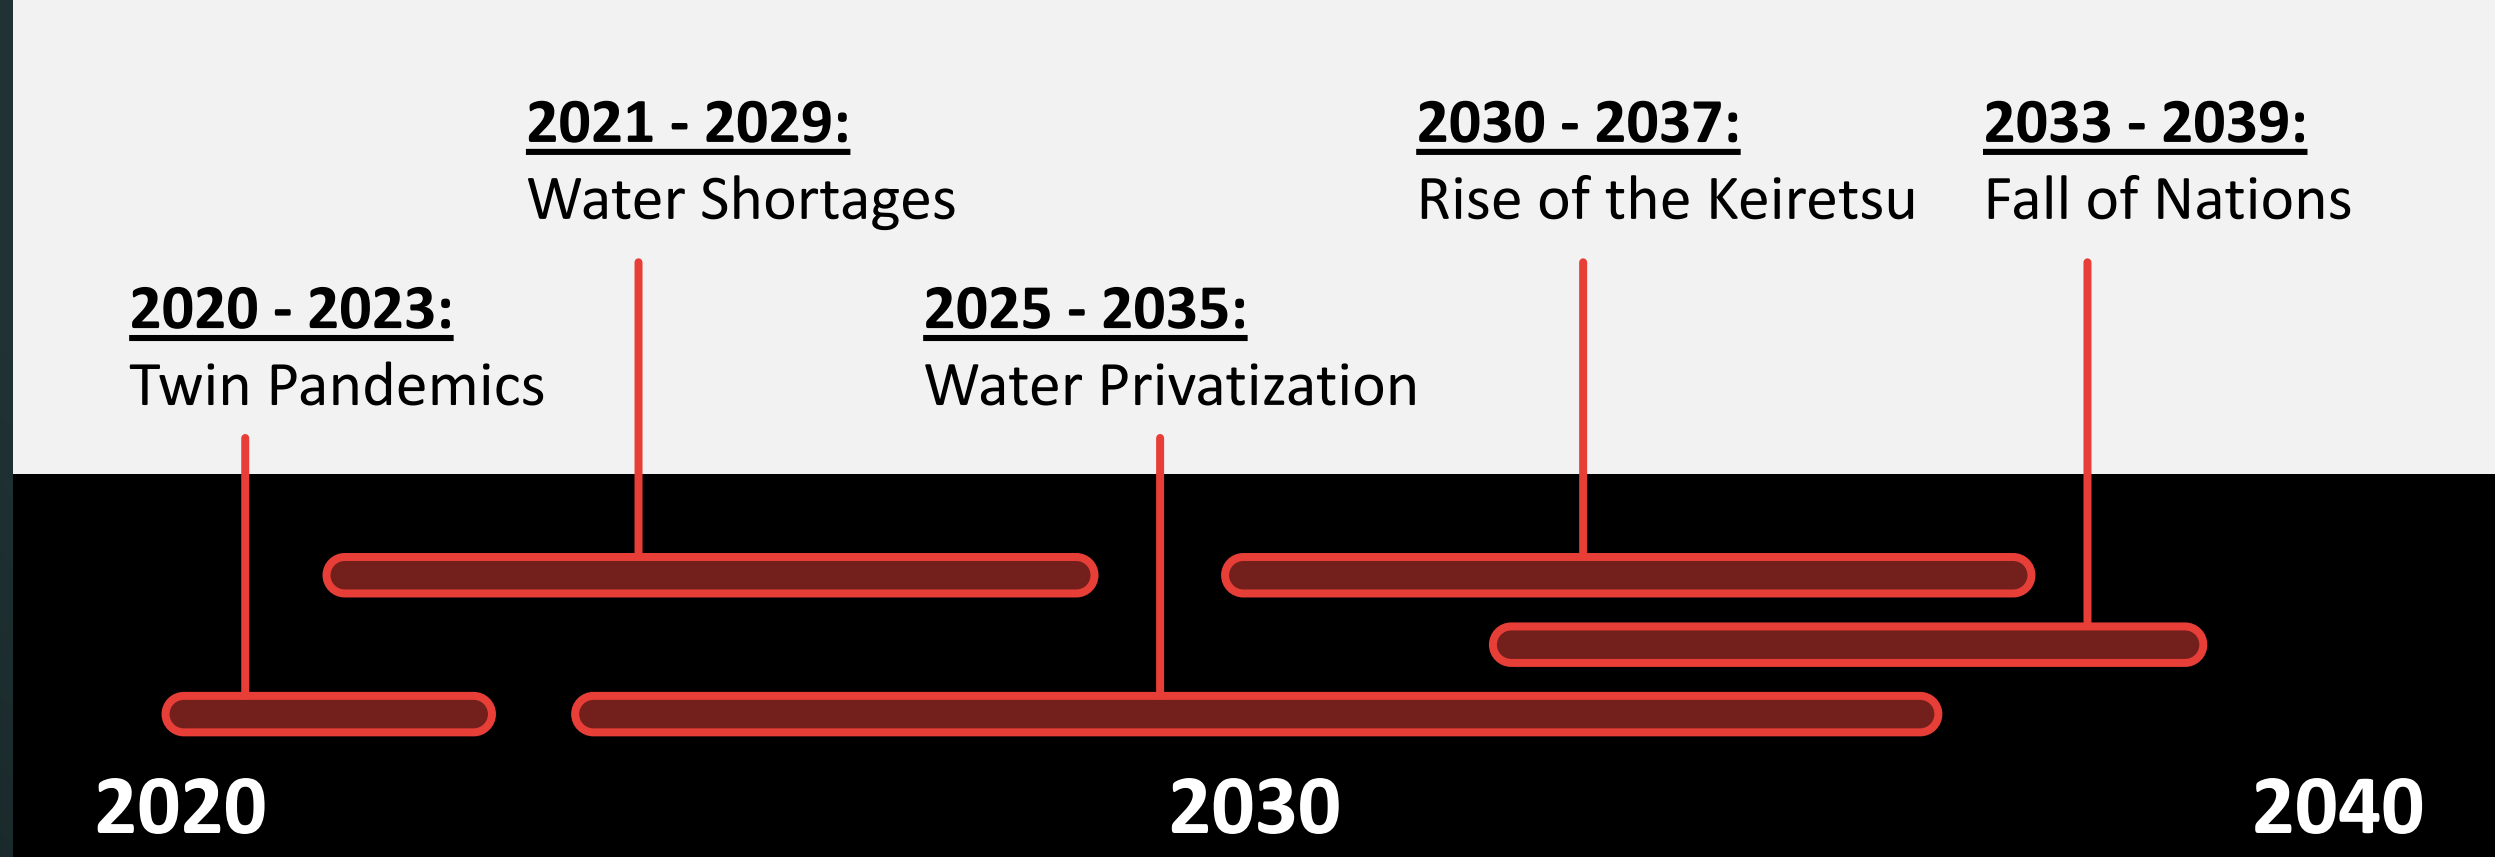 2021 - 2029:
Water Shortages
2030 – 2037:
Rise of the Keiretsu
2033 - 2039:
Fall of Nations
2020 - 2023:
Twin Pandemics
2025 - 2035:
Water Privatization
2020
2030
2040